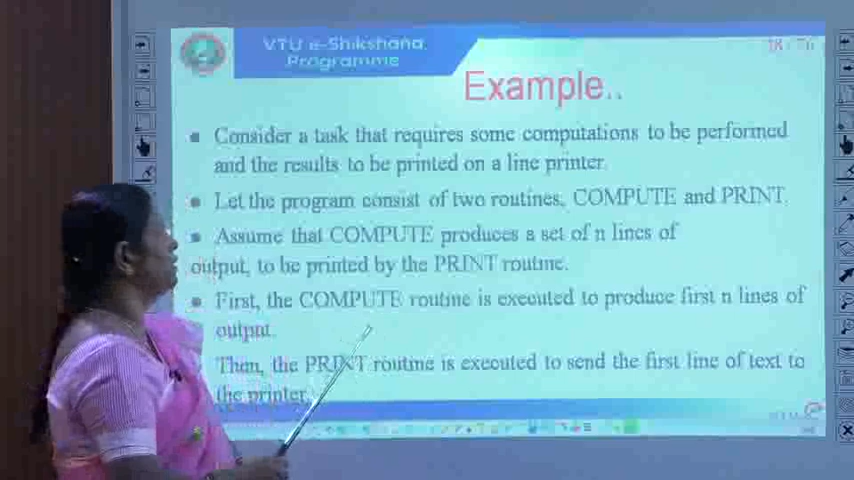 VTU e-Shikshana
Programme
Example..
Consider a task that requires some computations to be performed
and the results to be printed on a line printer.
Let the program consist of two routines, COMPUTE and PRINT.
Assume that COMPUTE produces a set of n lines of
output, to be printed by the PRINT routine.
First, the COMPUTE routine is executed to produce first n lines of
output.
Then, the PRINT routine is executed to send the first line of text to
the printer.